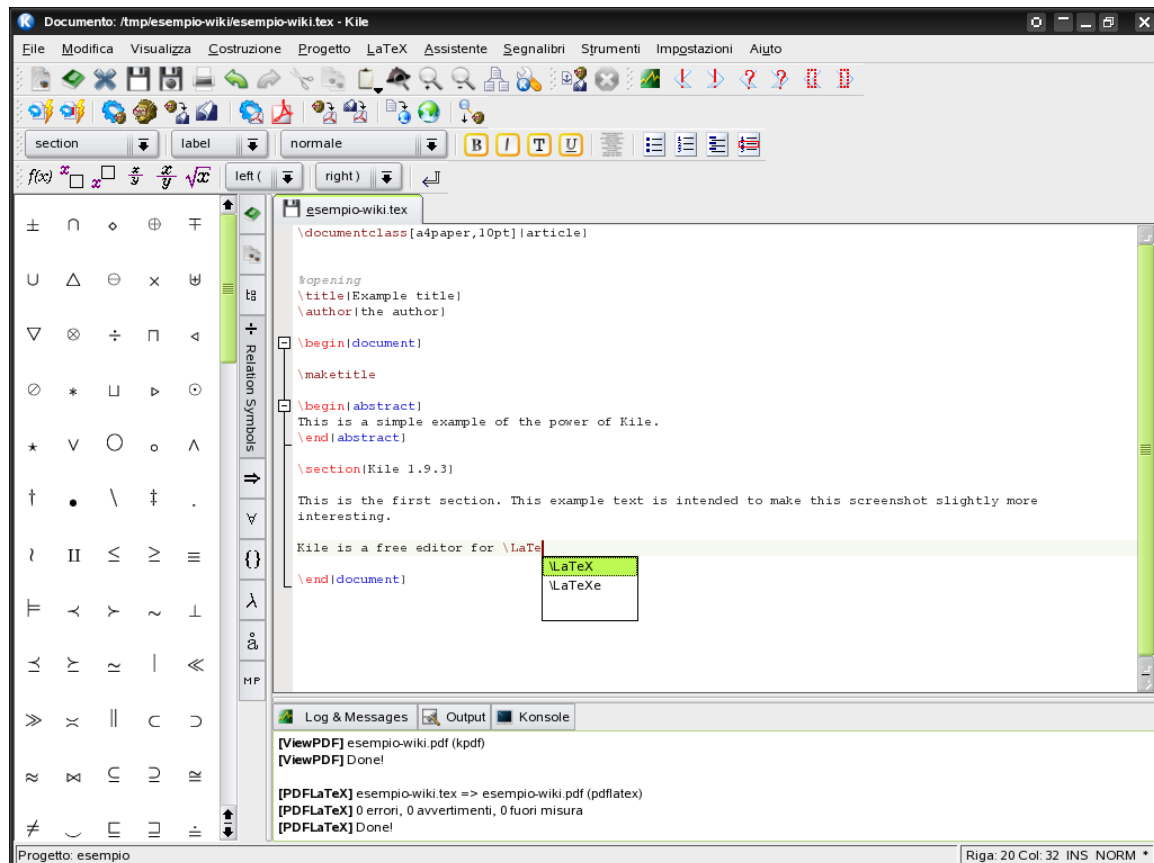 Documento: /tmp/esempio-wiki/esempio-wiki.tex - Kile
File Modifica Visualizza Costruzione Progetto LaTeX Assistente Segnalibri Strumenti Impostazioni Aiuto
section label normale B I T U
f(x) x x x/y x/y √x left ( right )
esempio-wiki.tex
\documentclass[a4paper,10pt]{article}
%opening
\title{Example title}
\author{the author}
\begin{document}
\maketitle
\begin{abstract}
This is a simple example of the power of Kile.
\end{abstract}
\section{Kile 1.9.3}
This is the first section. This example text is intended to make this screenshot slightly more
interesting.
Kile is a free editor for \LaTe
\LaTeX
\LaTeXe
\end{document}
Relation Symbols
MP
Log & Messages Output Konsole
[ViewPDF] esempio-wiki.pdf (kpdf)
[ViewPDF] Done!
[PDFLaTeX] esempio-wiki.tex => esempio-wiki.pdf (pdflatex)
[PDFLaTeX] 0 errori, 0 avvertimenti, 0 fuori misura
[PDFLaTeX] Done!
Progetto: esempio
Riga: 20 Col: 32 INS NORM *